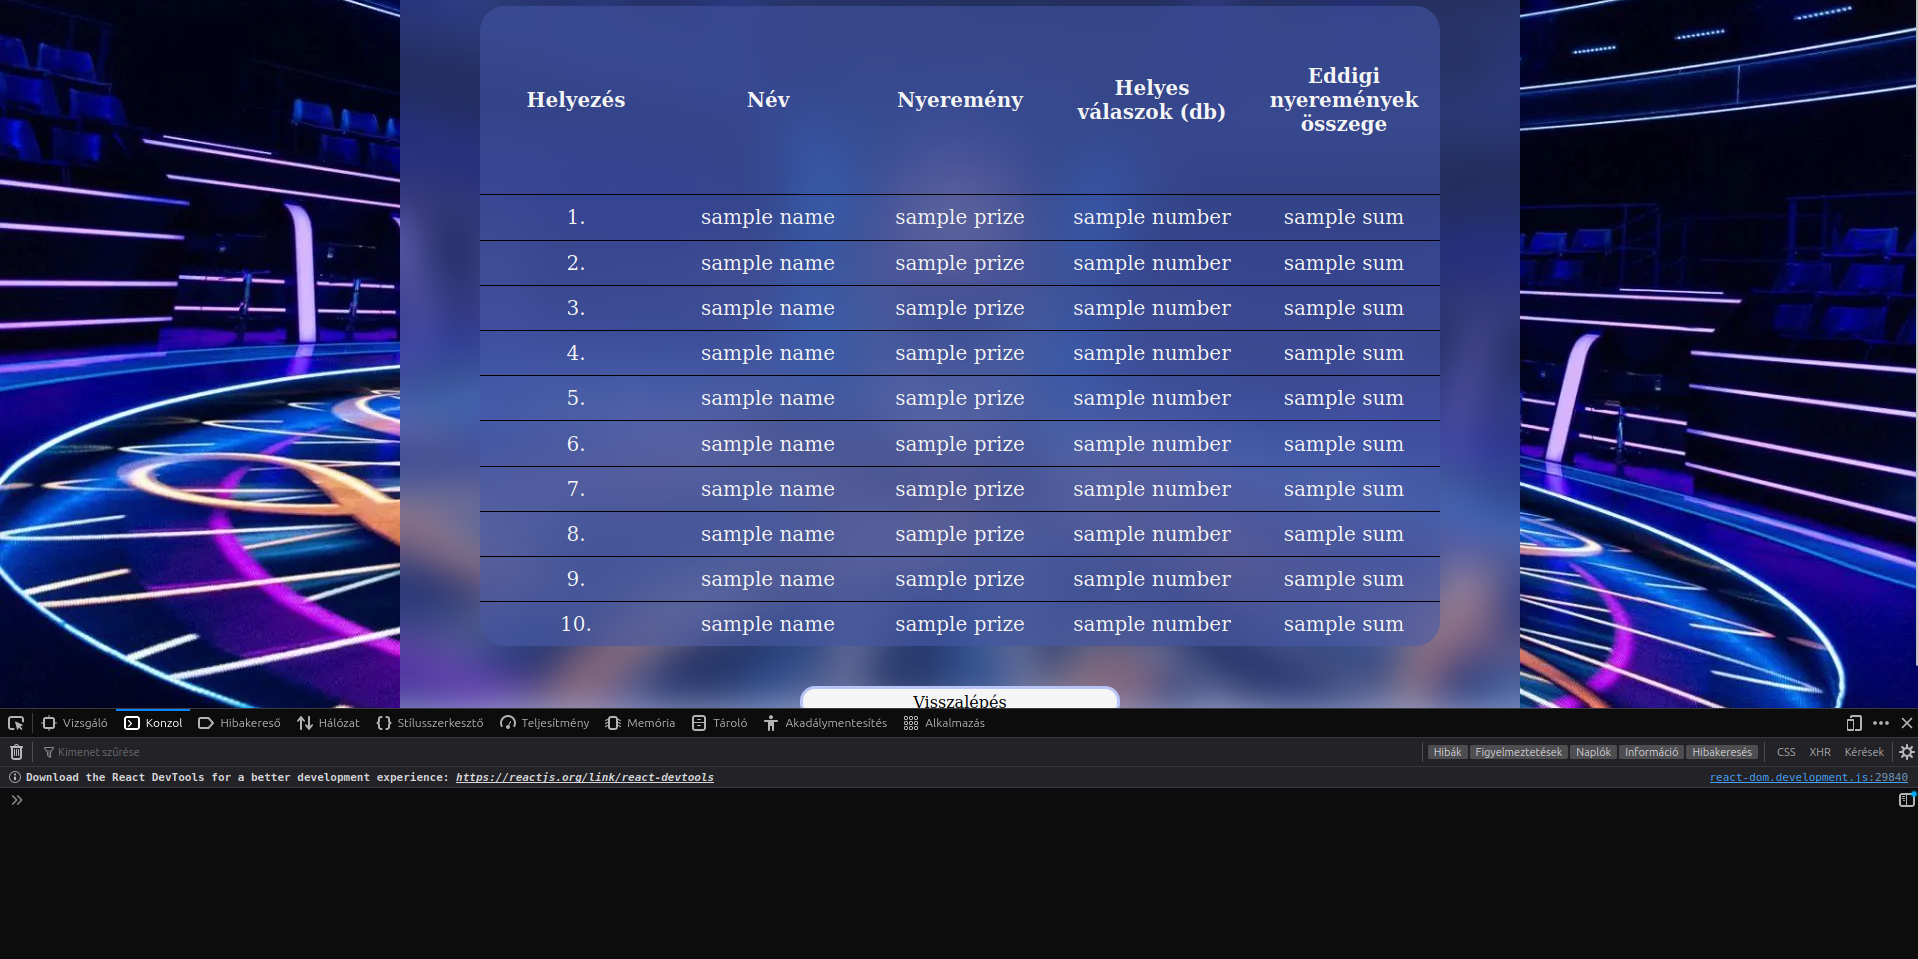 Helyezés Név Nyeremény Helyes válaszok (db) Eddigi nyeremények összege
1. sample name sample prize sample number sample sum
2. sample name sample prize sample number sample sum
3. sample name sample prize sample number sample sum
4. sample name sample prize sample number sample sum
5. sample name sample prize sample number sample sum
6. sample name sample prize sample number sample sum
7. sample name sample prize sample number sample sum
8. sample name sample prize sample number sample sum
9. sample name sample prize sample number sample sum
10. sample name sample prize sample number sample sum
Visszalépés
Vizsgáló Konzol Hibakereső Hálózat Stílusszerkesztő Teljesítmény Memória Tároló Akadálymentesítés Alkalmazás
Kimenet szűrése Hibák Figyelmeztetések Naplók Információ Hibakeresés CSS XHR Kérések
Download the React DevTools for a better development experience: https://reactjs.org/link/react-devtools react-dom.development.js:29840